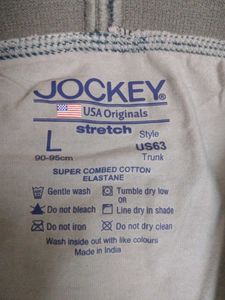 JOCKEY®
USA Originals
stretch
L
90-95cm
Style
US63
Trunk
SUPER COMBED COTTON
ELASTANE
Gentle wash
Tumble dry low
OR
Do not bleach
Line dry in shade
Do not iron
Do not dry clean
Wash inside out with like colours
Made in India